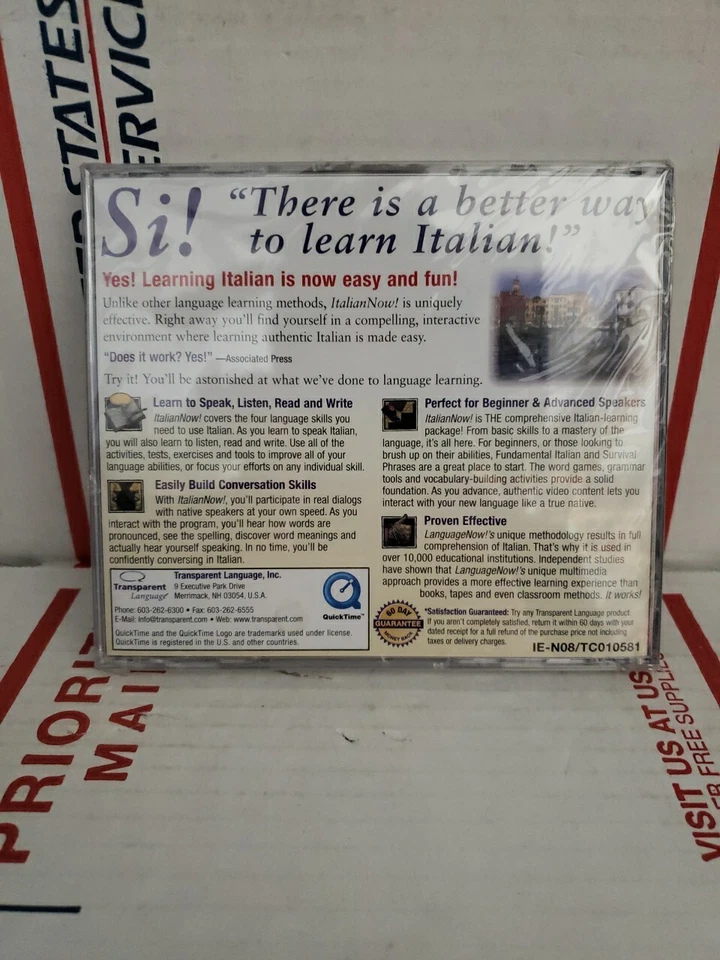 STATES
SERVICE
Si! “There is a better way
to learn Italian!”
Yes! Learning Italian is now easy and fun!
Unlike other language learning methods, ItalianNow! is uniquely
effective. Right away you'll find yourself in a compelling, interactive
environment where learning authentic Italian is made easy.
“Does it work? Yes!” —Associated Press
Try it! You'll be astonished at what we've done to language learning.
Learn to Speak, Listen, Read and Write
ItalianNow! covers the four language skills you
need to use Italian. As you learn to speak Italian,
you will also learn to listen, read and write. Use all of the
activities, tests, exercises and tools to improve all of your
language abilities, or focus your efforts on any individual skill.
Easily Build Conversation Skills
With ItalianNow!, you'll participate in real dialogs
with native speakers at your own speed. As you
interact with the program, you'll hear how words are
pronounced, see the spelling, discover word meanings and
actually hear yourself speaking. In no time, you'll be
confidently conversing in Italian.
Perfect for Beginner & Advanced Speakers
ItalianNow! is THE comprehensive Italian-learning
package! From basic skills to a mastery of the
language, it's all here. For beginners, or those looking to
brush up on their abilities, Fundamental Italian and Survival
Phrases are a great place to start. The word games, grammar
tools and vocabulary-building activities provide a solid
foundation. As you advance, authentic video content lets you
interact with your new language like a true native.
Proven Effective
LanguageNow!'s unique methodology results in full
comprehension of Italian. That's why it is used in
over 10,000 educational institutions. Independent studies
have shown that LanguageNow!'s unique multimedia
approach provides a more effective learning experience than
books, tapes and even classroom methods. It works!
Transparent
Language
Transparent Language, Inc.
9 Executive Park Drive
Merrimack, NH 03054, U.S.A.
Phone: 603-262-6300 • Fax: 603-262-6555
E-Mail: info@transparent.com • Web: www.transparent.com
QuickTime and the QuickTime Logo are trademarks used under license.
QuickTime is registered in the U.S. and other countries.
QuickTime™
60 DAY
GUARANTEE
MONEY BACK
*Satisfaction Guaranteed: Try any Transparent Language product.
If you aren't completely satisfied, return it within 60 days with your
dated receipt for a full refund of the purchase price not including
taxes or delivery charges.
IE-N08/TC010581
PRIORI
MAI
VISIT US AT US
FREE SUPPLIES